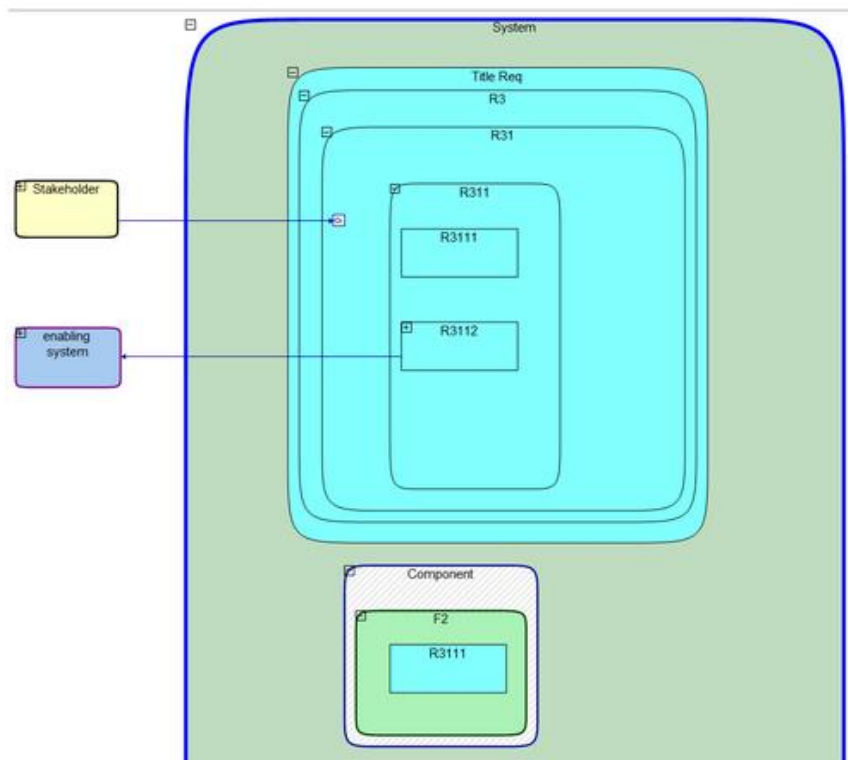 System
Title Req
R3
R31
Stakeholder
R311
R3111
R3112
enabling
system
Component
F2
R3111